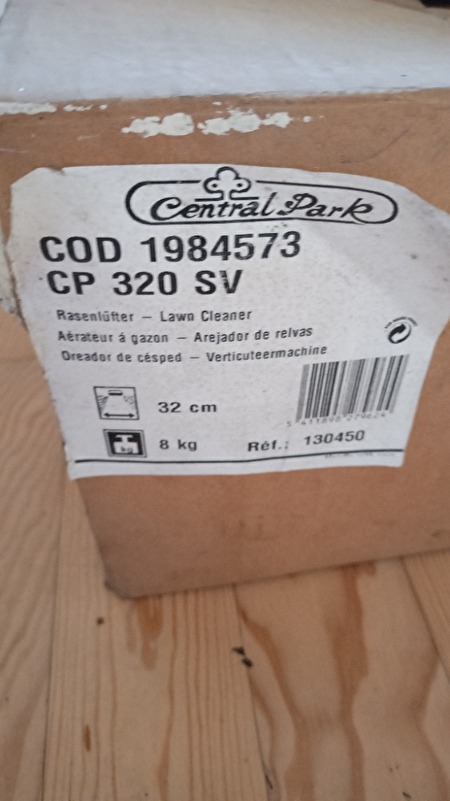 Central Park
COD 1984573
CP 320 SV
Rasenlüfter – Lawn Cleaner
Aérateur á gazon – Arejador de relvas
Oreador de césped – Verticuteermachine
32 cm
kg 8 kg Réf.: 130450